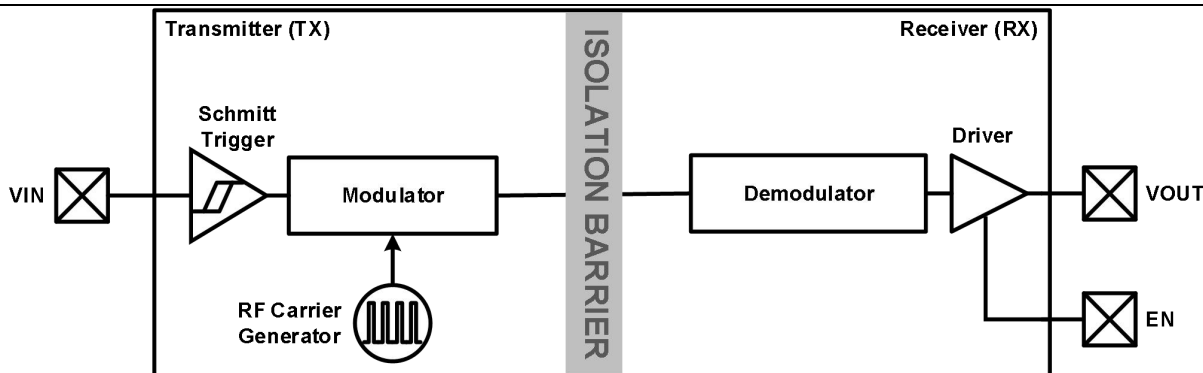 Transmitter (TX)
Receiver (RX)
ISOLATION BARRIER
Schmitt
Trigger
Driver
VIN
Modulator
Demodulator
VOUT
RF Carrier
Generator
EN